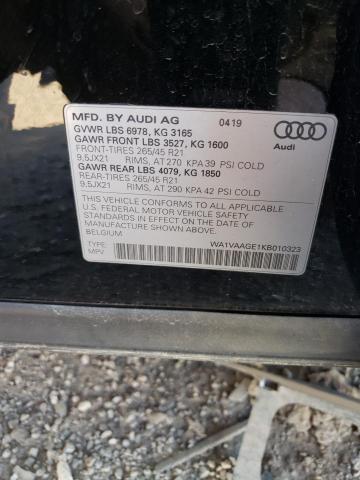 MFD. BY AUDI AG 04 19
GVWR LBS 6978, KG 3165
GAWR FRONT LBS 3527, KG 1600
FRONT-TIRES 265/45 R21
9,5JX21 RIMS, AT 270 KPA 39 PSI COLD
GAWR REAR LBS 4079, KG 1850
REAR-TIRES 265/45 R21
9,5JX21 RIMS, AT 290 KPA 42 PSI COLD
Audi
THIS VEHICLE CONFORMS TO ALL APPLICABLE
U.S. FEDERAL MOTOR VEHICLE SAFETY
STANDARDS IN EFFECT ON THE DATE OF
MANUFACTURE SHOWN ABOVE.
BELGIUM
TYPE: WA1VAAGE1KB010323
MPV